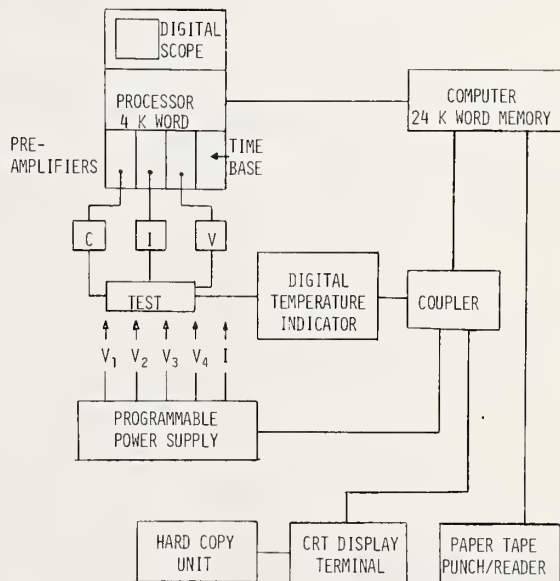 DIGITAL
SCOPE
PROCESSOR
4 K WORD
COMPUTER
24 K WORD MEMORY
PRE-
AMPLIFIERS
TIME
BASE
C
I
V
TEST
DIGITAL
TEMPERATURE
INDICATOR
COUPLER
V₁
V₂
V₃
V₄
I
PROGRAMMABLE
POWER SUPPLY
HARD COPY
UNIT
CRT DISPLAY
TERMINAL
PAPER TAPE
PUNCH/READER